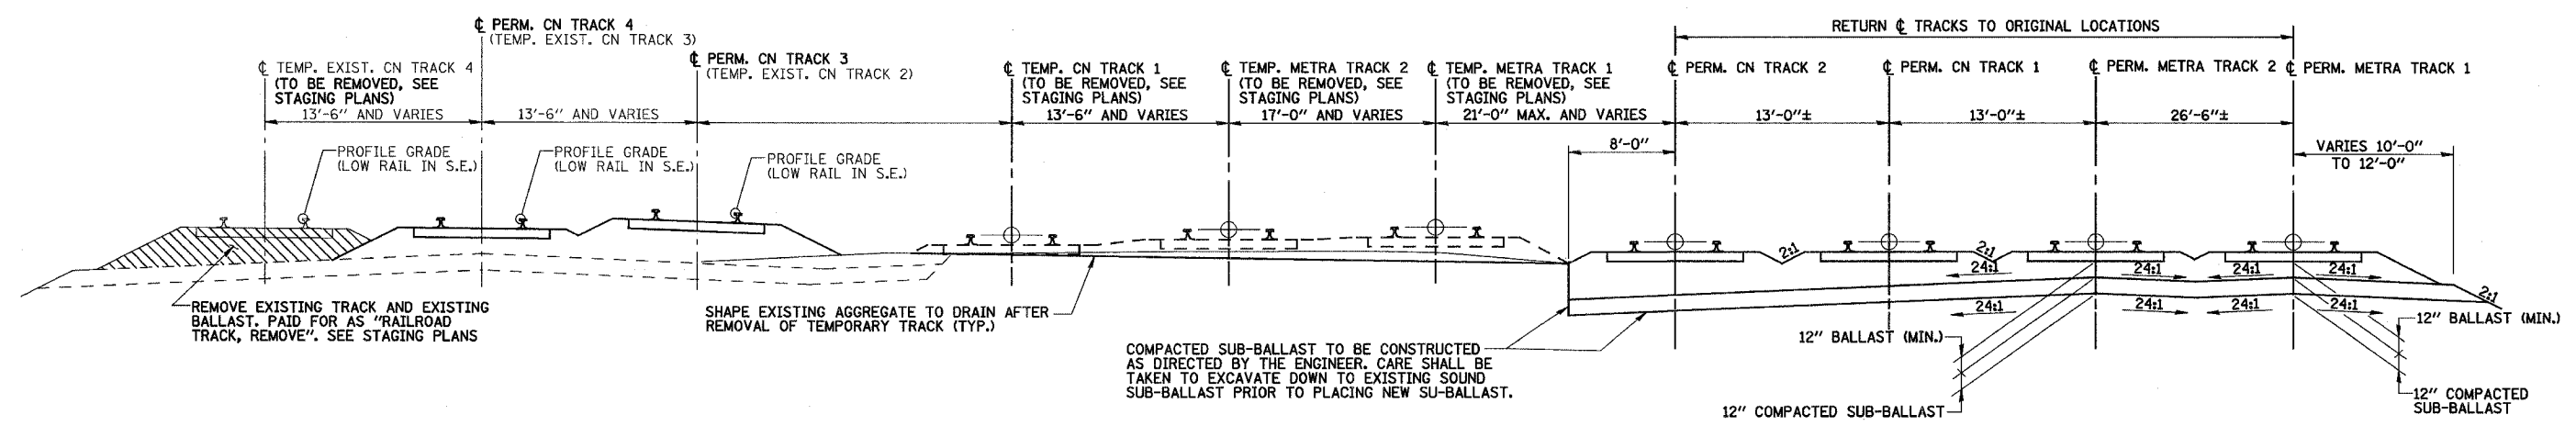 ℄ PERM. CN TRACK 4
(TEMP. EXIST. CN TRACK 3)
℄ TEMP. EXIST. CN TRACK 4
(TO BE REMOVED, SEE
STAGING PLANS)
13'-6" AND VARIES
13'-6" AND VARIES
℄ PERM. CN TRACK 3
(TEMP. EXIST. CN TRACK 2)
℄ TEMP. CN TRACK 1
(TO BE REMOVED, SEE
STAGING PLANS)
13'-6" AND VARIES
℄ TEMP. METRA TRACK 2
(TO BE REMOVED, SEE
STAGING PLANS)
17'-0" AND VARIES
℄ TEMP. METRA TRACK 1
(TO BE REMOVED, SEE
STAGING PLANS)
21'-0" MAX. AND VARIES
RETURN ℄ TRACKS TO ORIGINAL LOCATIONS
℄ PERM. CN TRACK 2
℄ PERM. CN TRACK 1
℄ PERM. METRA TRACK 2
℄ PERM. METRA TRACK 1
13'-0"±
13'-0"±
26'-6"±
8'-0"
VARIES 10'-0"
TO 12'-0"
PROFILE GRADE
(LOW RAIL IN S.E.)
PROFILE GRADE
(LOW RAIL IN S.E.)
PROFILE GRADE
(LOW RAIL IN S.E.)
2:1
2:1
24:1
24:1
24:1
24:1
2:1
24:1
24:1
24:1
24:1
REMOVE EXISTING TRACK AND EXISTING
BALLAST. PAID FOR AS "RAILROAD
TRACK, REMOVE". SEE STAGING PLANS
SHAPE EXISTING AGGREGATE TO DRAIN AFTER
REMOVAL OF TEMPORARY TRACK (TYP.)
COMPACTED SUB-BALLAST TO BE CONSTRUCTED
AS DIRECTED BY THE ENGINEER. CARE SHALL BE
TAKEN TO EXCAVATE DOWN TO EXISTING SOUND
SUB-BALLAST PRIOR TO PLACING NEW SU-BALLAST.
12" BALLAST (MIN.)
12" COMPACTED SUB-BALLAST
12" BALLAST (MIN.)
12" COMPACTED
SUB-BALLAST